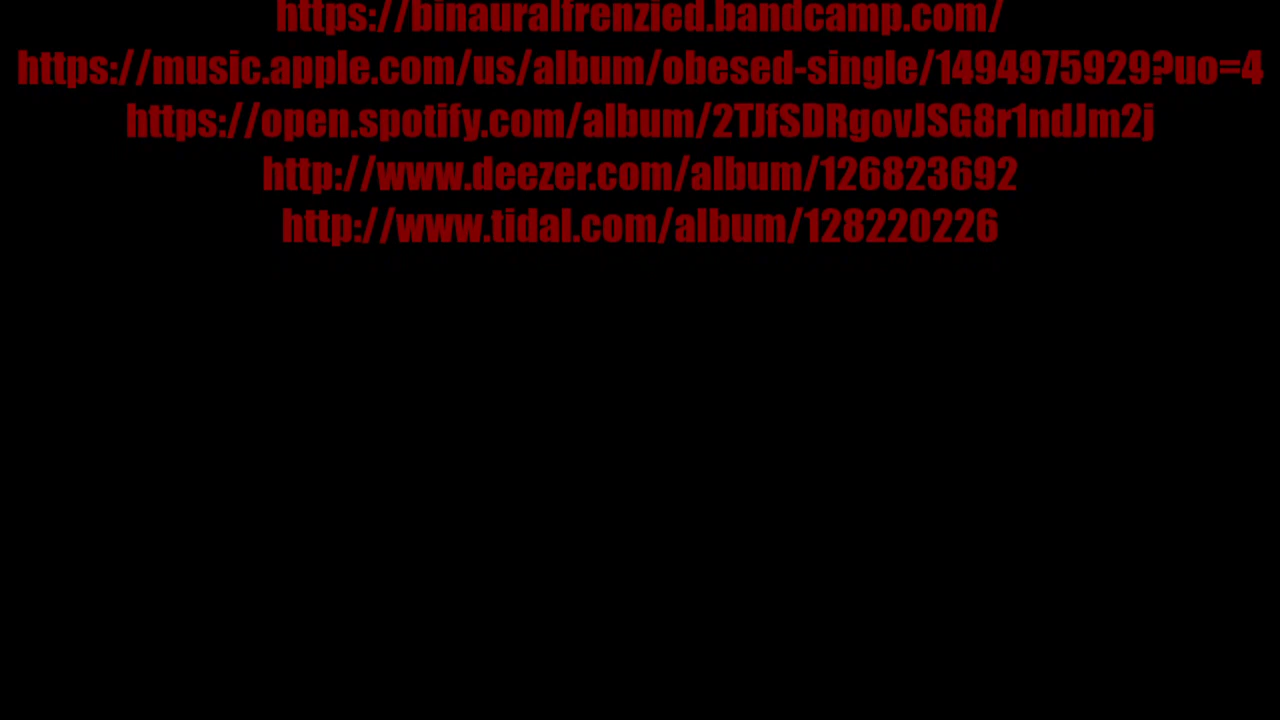 https://binauralfrenzied.bandcamp.com/
https://music.apple.com/us/album/obesed-single/1494975929?uo=4
https://open.spotify.com/album/2TJfSDRgovJSG8r1ndJm2j
http://www.deezer.com/album/126823692
http://www.tidal.com/album/128220226